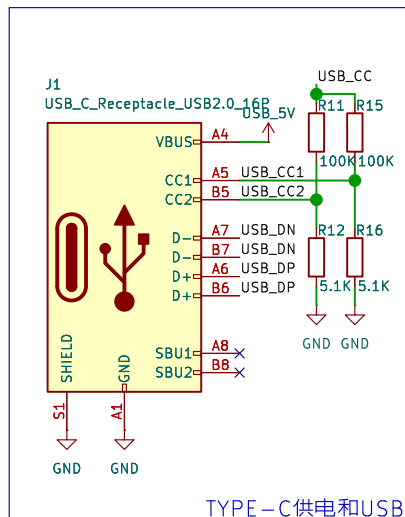 USB_CC
J1
USB_C_Receptacle_USB2.0_16P
USB_5V
R11
R15
VBUS
A4
100K
100K
CC1
A5
USB_CC1
CC2
B5
USB_CC2
D-
A7
USB_DN
D-
B7
USB_DN
D+
A6
USB_DP
D+
B6
USB_DP
R12
R16
5.1K
5.1K
GND
GND
SBU1
A8
SBU2
B8
SHIELD
GND
S1
A1
GND
GND
TYPE-C供电和USB